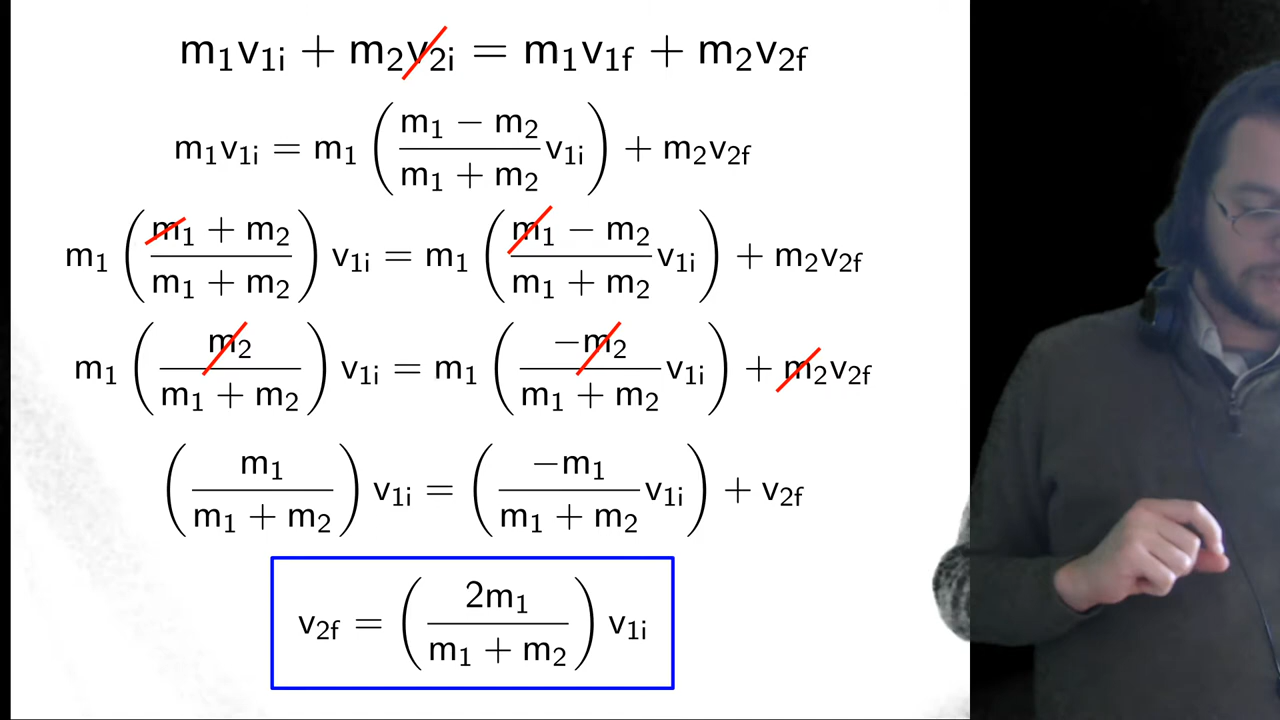 m₁v₁ᵢ + m₂v₂ᵢ = m₁v₁f + m₂v₂f
m₁v₁ᵢ = m₁ ( (m₁ − m₂)/(m₁ + m₂) v₁ᵢ ) + m₂v₂f
m₁ ( (m₁ + m₂)/(m₁ + m₂) ) v₁ᵢ = m₁ ( (m₁ − m₂)/(m₁ + m₂) v₁ᵢ ) + m₂v₂f
m₁ ( m₂/(m₁ + m₂) ) v₁ᵢ = m₁ ( −m₂/(m₁ + m₂) v₁ᵢ ) + m₂v₂f
( m₁/(m₁ + m₂) ) v₁ᵢ = ( −m₁/(m₁ + m₂) v₁ᵢ ) + v₂f
v₂f = ( 2m₁/(m₁ + m₂) ) v₁ᵢ